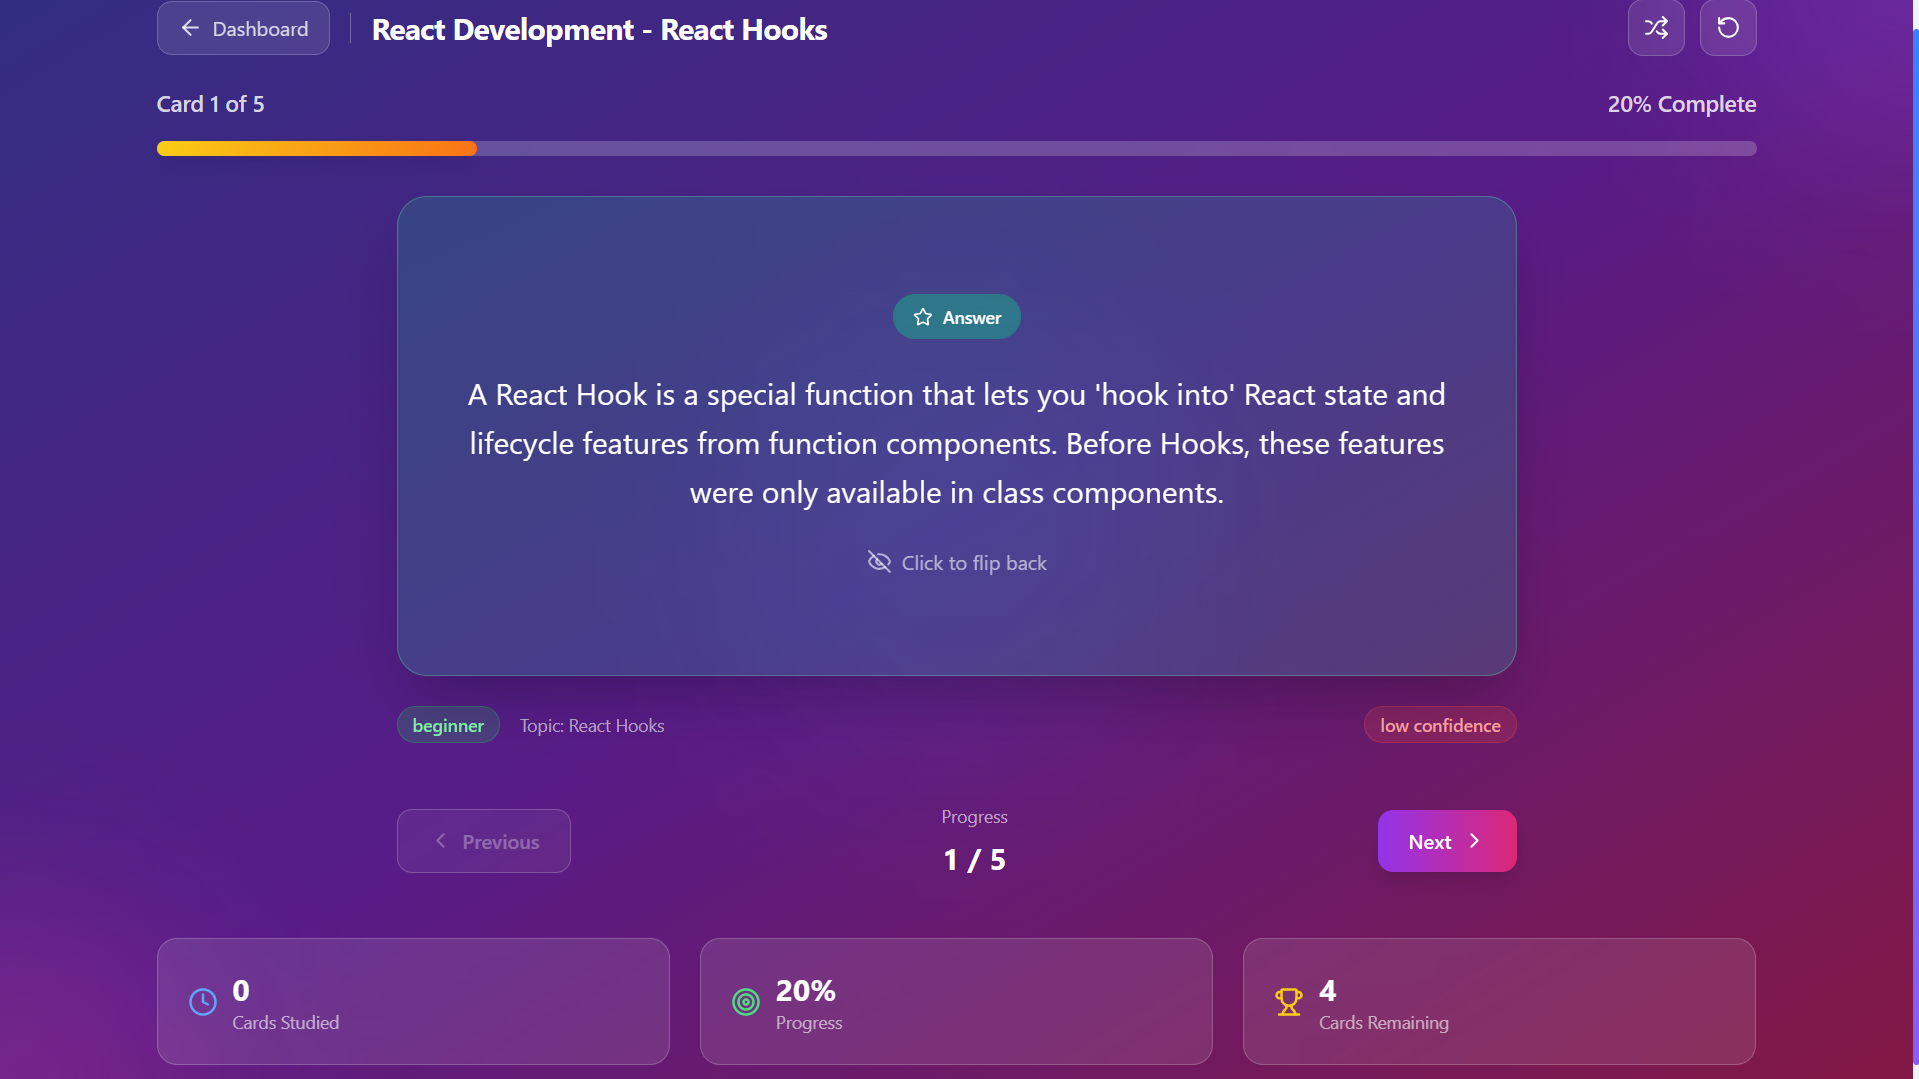 Dashboard
React Development - React Hooks
Card 1 of 5
20% Complete
Answer
A React Hook is a special function that lets you 'hook into' React state and
lifecycle features from function components. Before Hooks, these features
were only available in class components.
Click to flip back
beginner
Topic: React Hooks
low confidence
Previous
Progress
1 / 5
Next
0
Cards Studied
20%
Progress
4
Cards Remaining